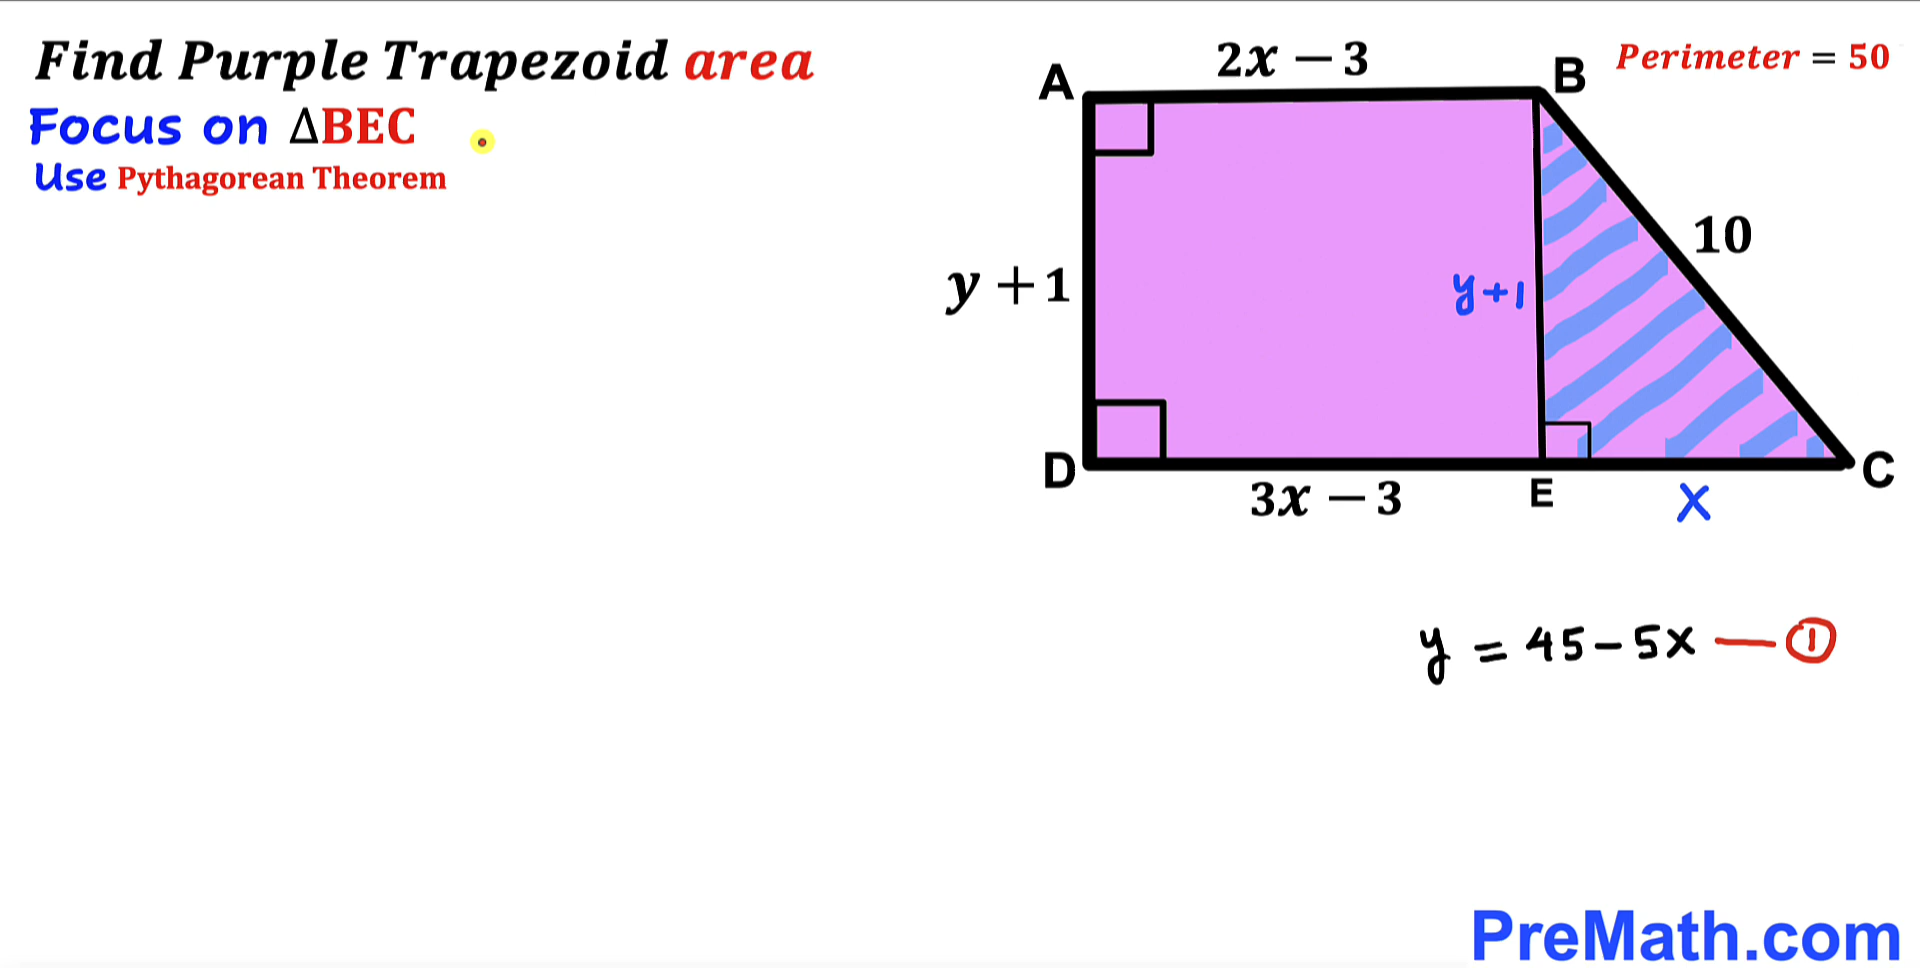 Find Purple Trapezoid area
Focus on ΔBEC
Use Pythagorean Theorem
Perimeter = 50
A
2x − 3
B
10
y + 1
y+1
D
3x − 3
E
x
C
y = 45-5x — ①
PreMath.com